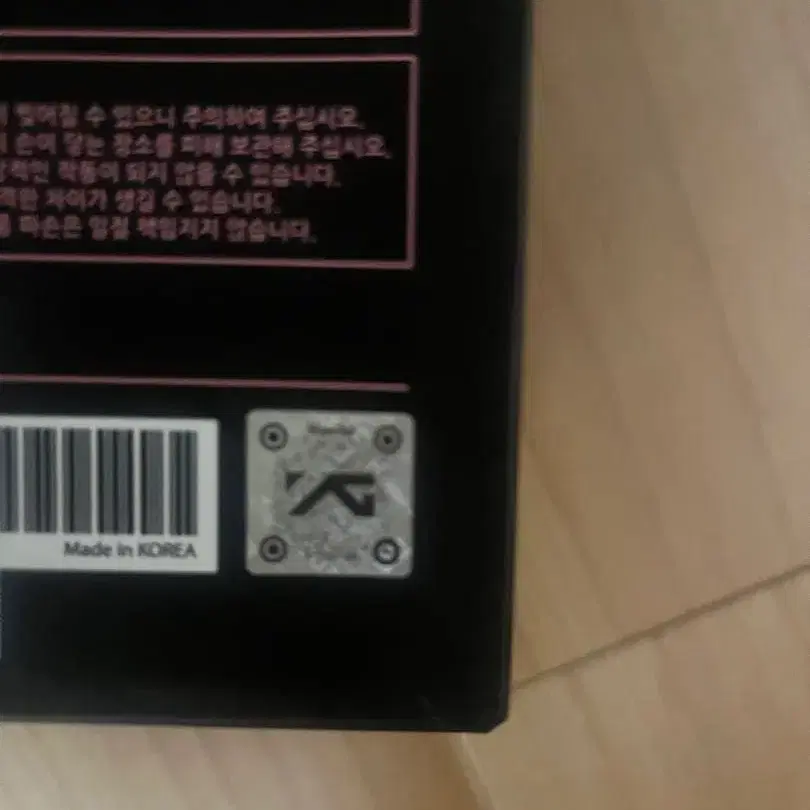 수 있으니 주의하여 주십시오.
손이 닿는 장소를 피해 보관해 주십시오.
작동이 되지 않을 수 있습니다.
차이가 생길 수 있습니다.
파손은 일절 책임지지 않습니다.
Made in KOREA
YG